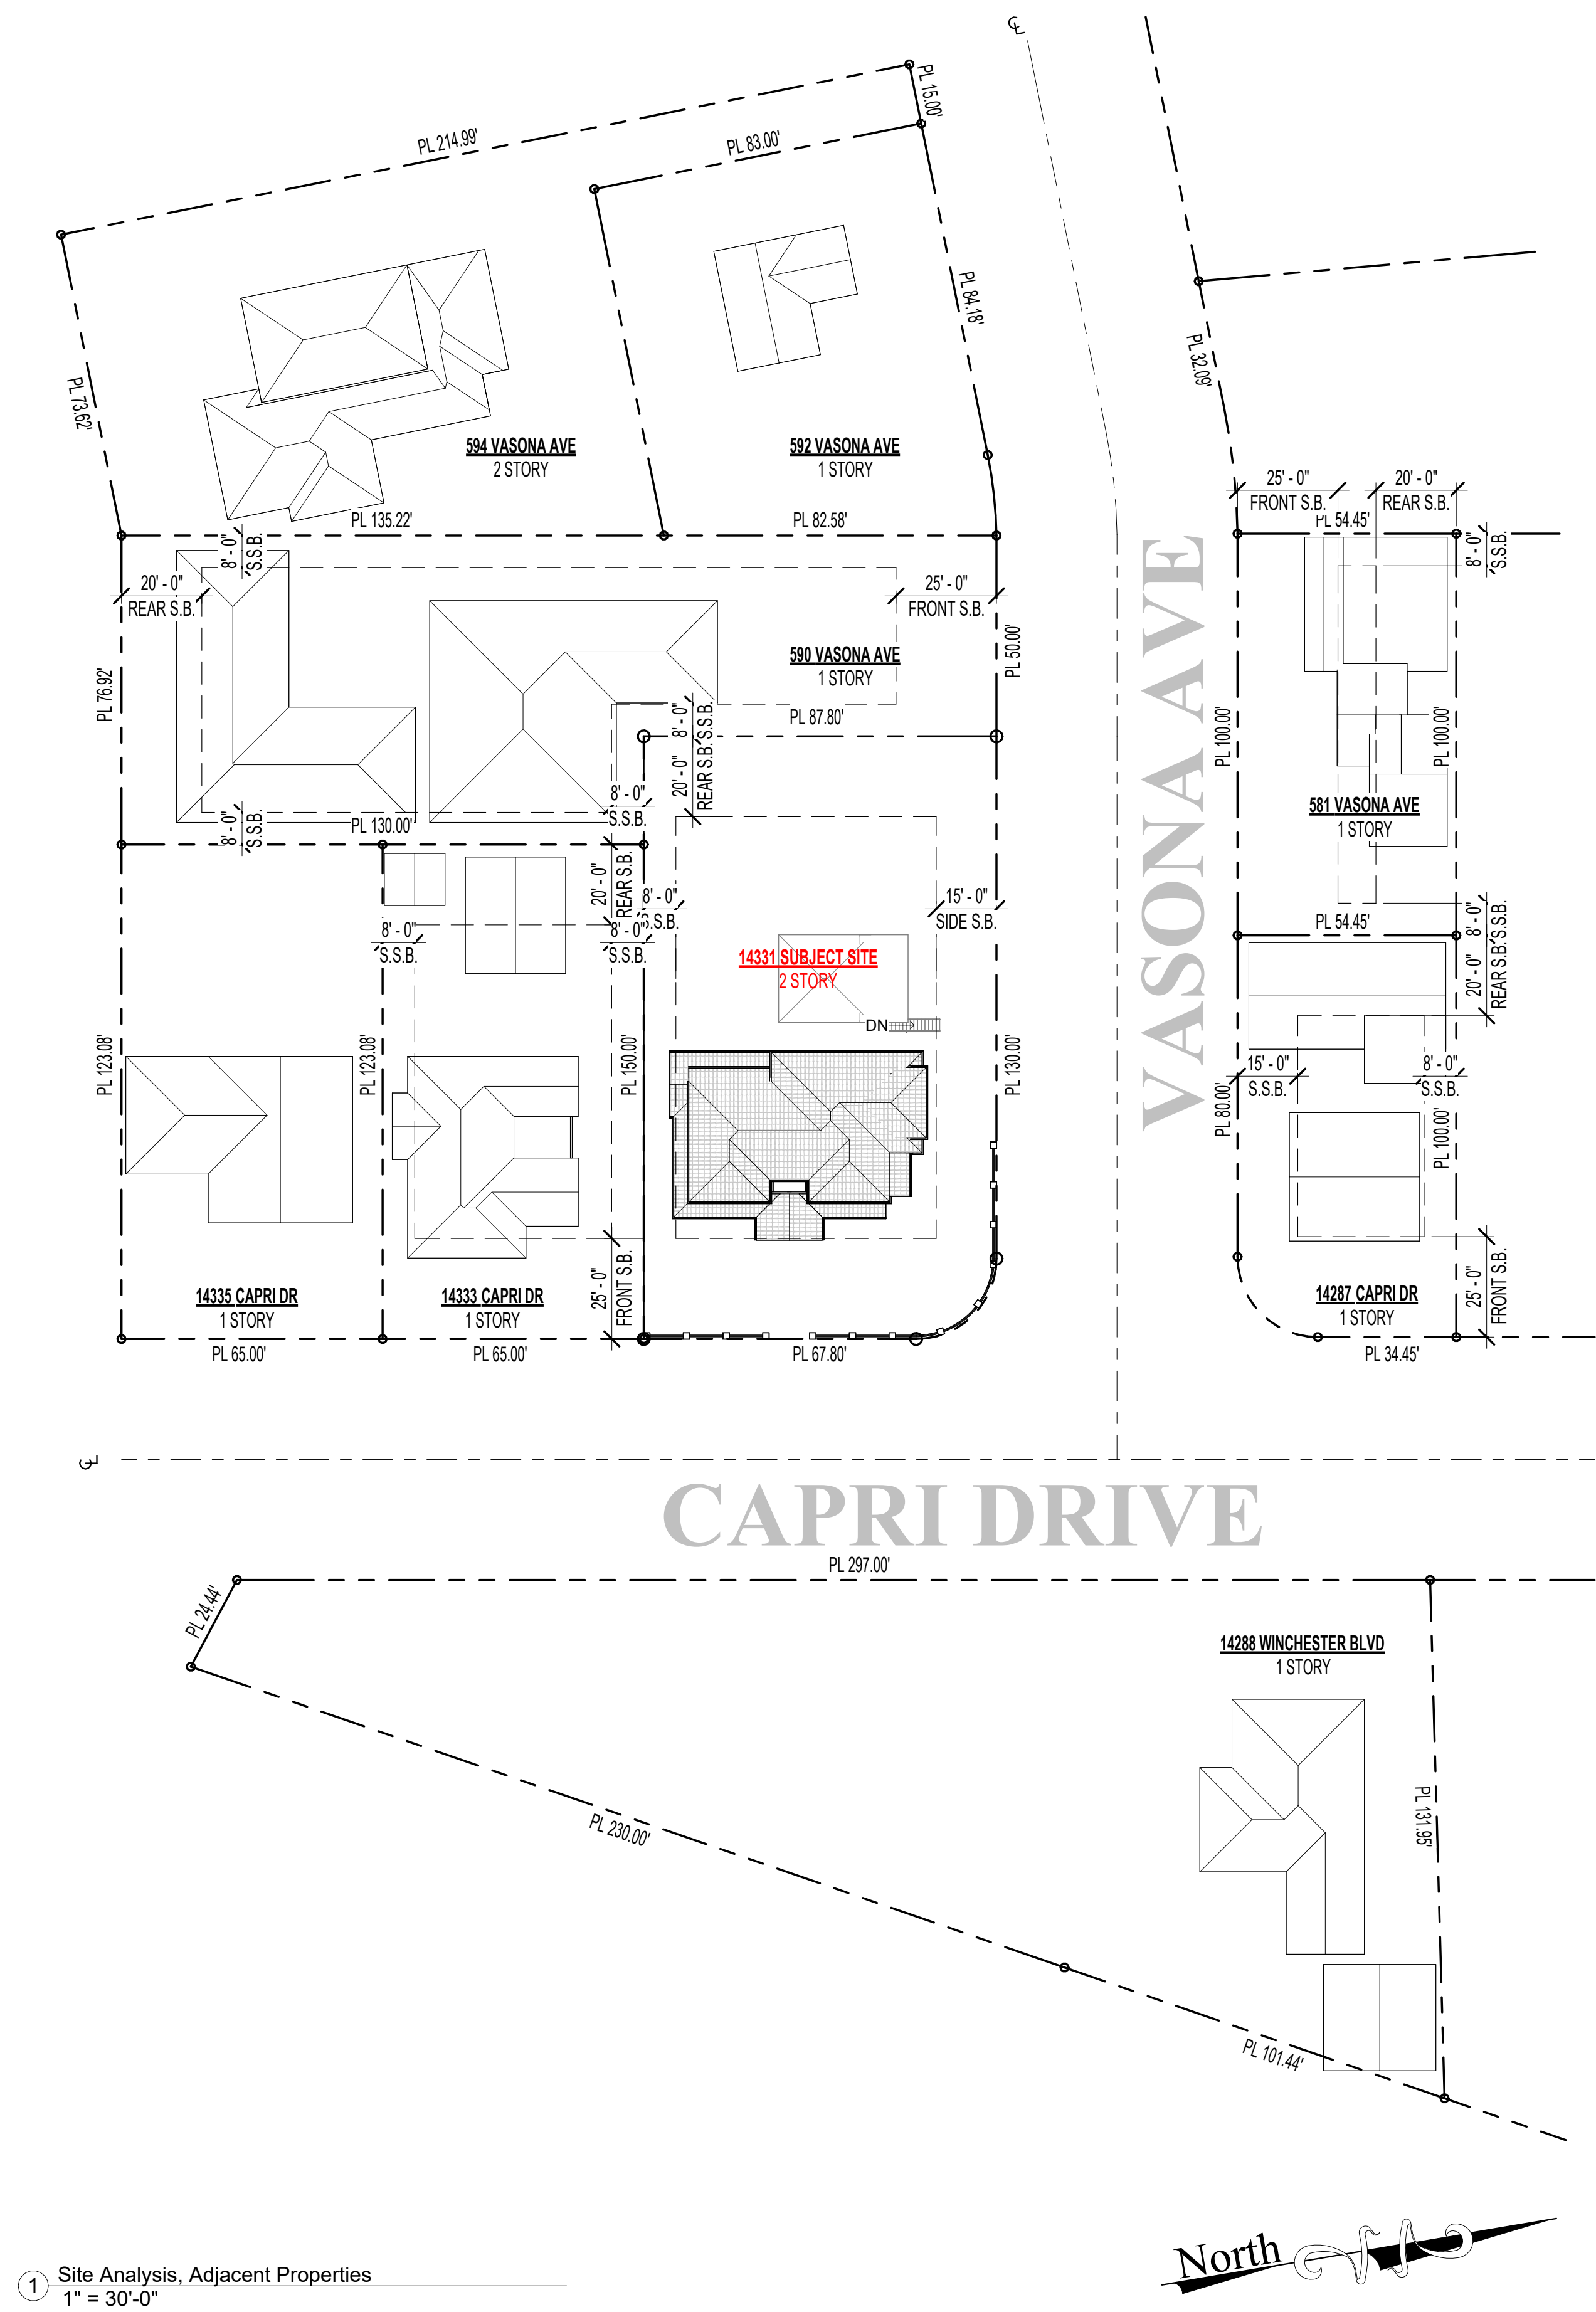 ℄
PL 15.00'
PL 214.99'
PL 83.00'
PL 84.18'
PL 32.09'
PL 73.62'
594 VASONA AVE
2 STORY
592 VASONA AVE
1 STORY
25' - 0"
FRONT S.B.
20' - 0"
REAR S.B.
PL 54.45'
PL 135.22'
PL 82.58'
8' - 0"
S.S.B.
8' - 0"
S.S.B.
20' - 0"
REAR S.B.
25' - 0"
FRONT S.B.
590 VASONA AVE
1 STORY
PL 50.00'
PL 76.92'
PL 87.80'
8' - 0"
S.S.B.
20' - 0"
REAR S.B.
VASONA AVE
PL 100.00'
PL 100.00'
8' - 0"
S.S.B.
8' - 0"
S.S.B.
PL 130.00'
581 VASONA AVE
1 STORY
20' - 0"
REAR S.B.
8' - 0"
S.S.B.
15' - 0"
SIDE S.B.
8' - 0"
S.S.B.
8' - 0"
S.S.B.
PL 54.45'
8' - 0"
S.S.B.
20' - 0"
REAR S.B.
14331 SUBJECT SITE
2 STORY
DN
PL 123.08'
PL 123.08'
PL 150.00'
PL 130.00'
15' - 0"
S.S.B.
8' - 0"
S.S.B.
PL 80.00'
PL 100.00'
14335 CAPRI DR
1 STORY
14333 CAPRI DR
1 STORY
25' - 0"
FRONT S.B.
14287 CAPRI DR
1 STORY
25' - 0"
FRONT S.B.
PL 65.00'
PL 65.00'
PL 67.80'
PL 34.45'
℄
CAPRI DRIVE
PL 297.00'
PL 24.44'
14288 WINCHESTER BLVD
1 STORY
PL 230.00'
PL 131.95'
PL 101.44'
North
1 Site Analysis, Adjacent Properties
1" = 30'-0"